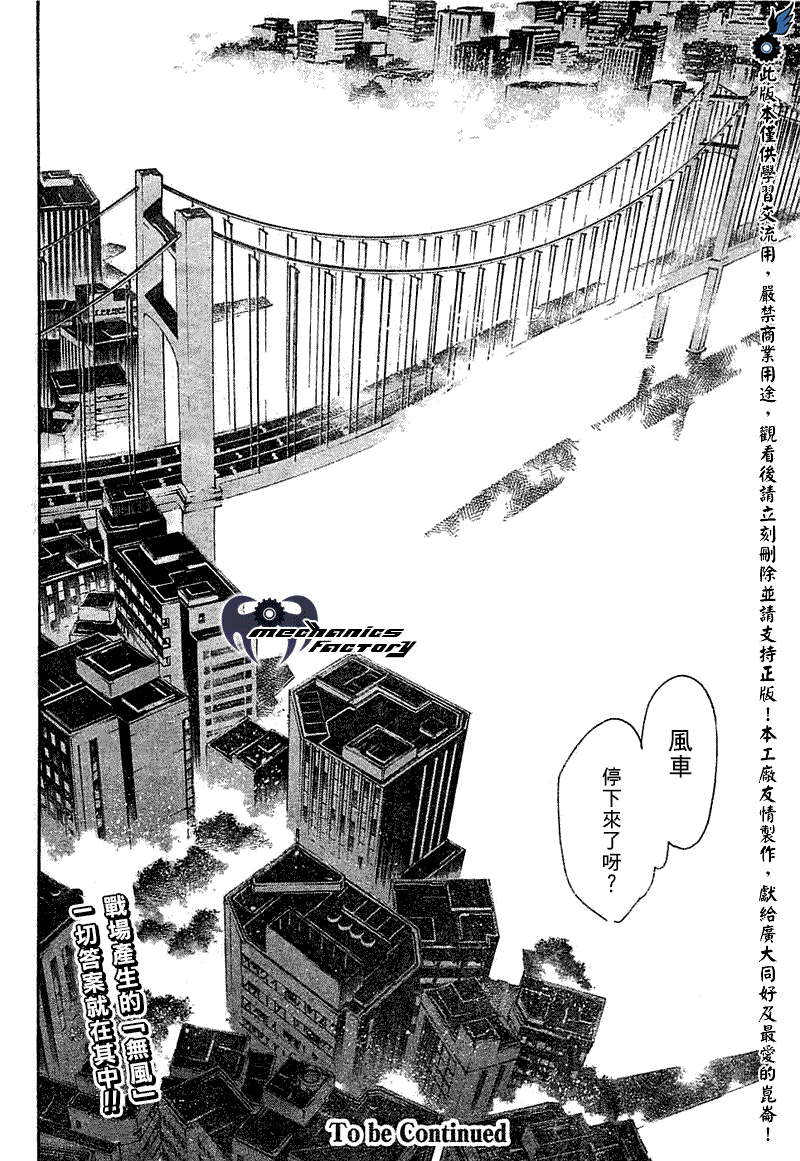 此版本僅供學習交流用，嚴禁商業用途，觀看後請立刻刪除並請支持正版！本工廠友情製作，獻給廣大同好及最愛的崑崙！
風車
停下來了呀？
mechanics
factory
戰場產生的「無風」
一切答案就在其中!!
To be Continued